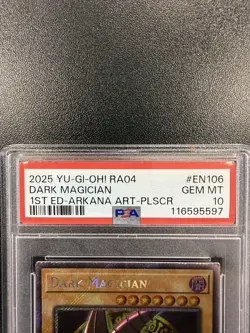 2025 YU-GI-OH! RA04 #EN106
DARK MAGICIAN GEM MT
1ST ED-ARKANA ART-PLSCR 10
PSA 116595597
DARK MAGICIAN